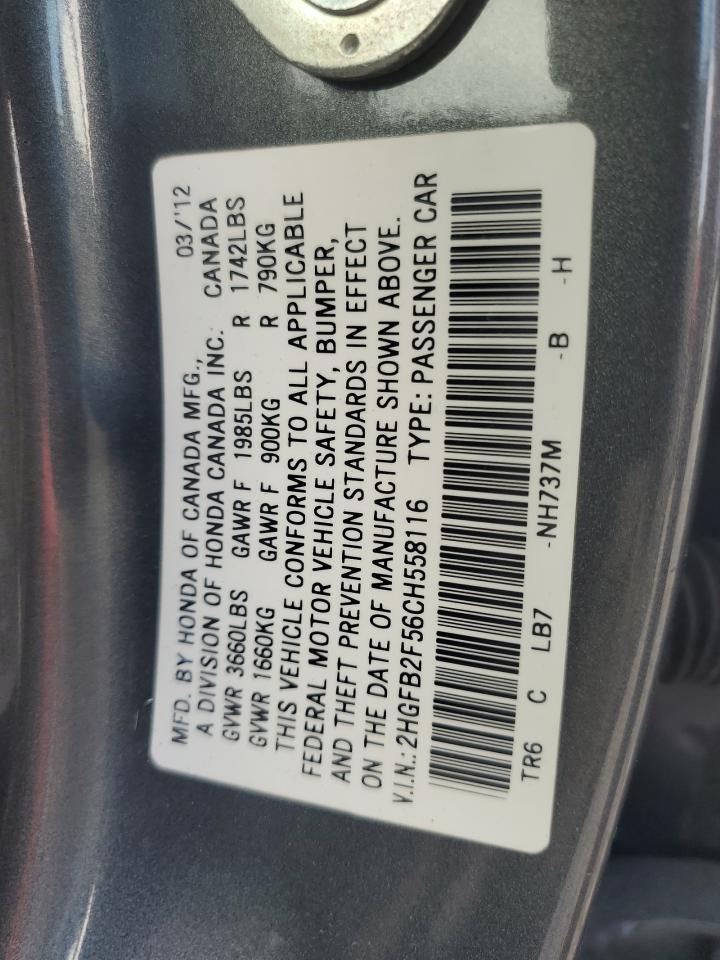 MFD. BY HONDA OF CANADA MFG., 03/'12
A DIVISION OF HONDA CANADA INC. CANADA
GVWR 3660LBS GAWR F 1985LBS R 1742LBS
GVWR 1660KG GAWR F 900KG R 790KG
THIS VEHICLE CONFORMS TO ALL APPLICABLE
FEDERAL MOTOR VEHICLE SAFETY, BUMPER,
AND THEFT PREVENTION STANDARDS IN EFFECT
ON THE DATE OF MANUFACTURE SHOWN ABOVE.
V.I.N.: 2HGFB2F56CH558116 TYPE: PASSENGER CAR
TR6 C LB7 -NH737M -B -H